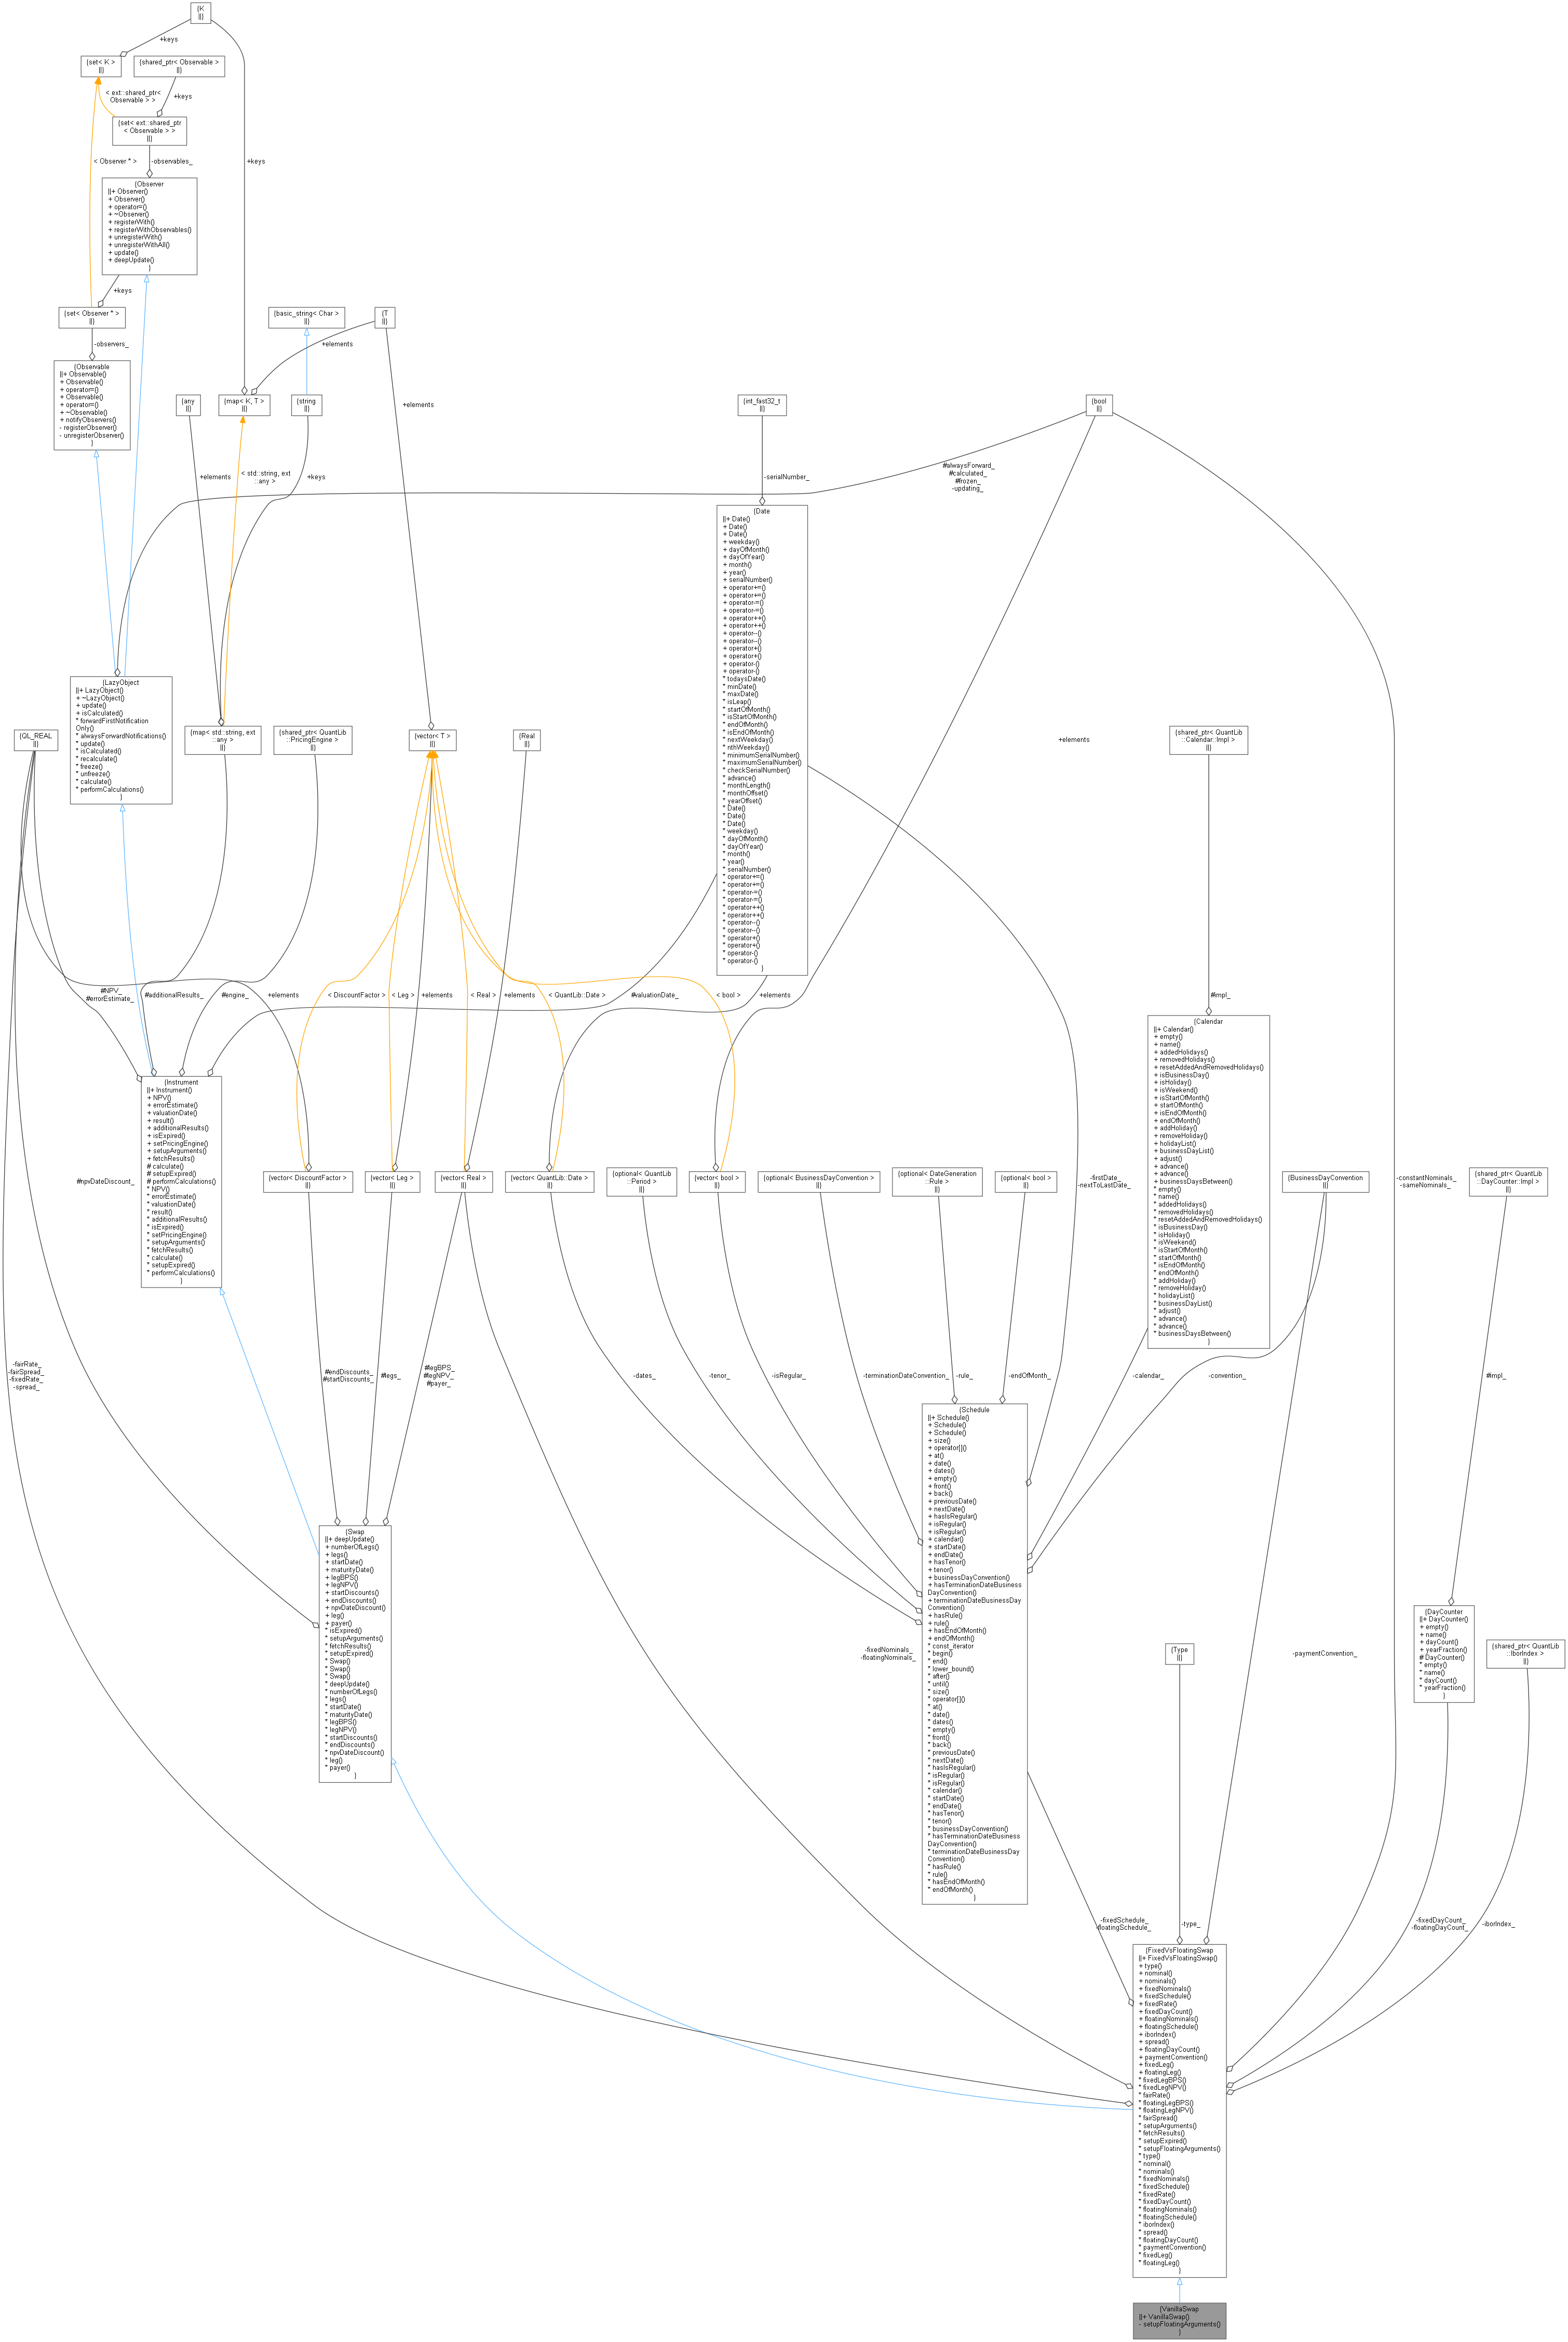 {K
||}
+keys
{set< K >
||}
{shared_ptr< Observable >
||}
+keys
< ext::shared_ptr<
Observable > >
{set< ext::shared_ptr
< Observable > >
||}
+keys
< Observer * >
-observables_
{Observer
||+ Observer()
+ Observer()
+ operator=()
+ ~Observer()
+ registerWith()
+ registerWithObservables()
+ unregisterWith()
+ unregisterWithAll()
+ update()
+ deepUpdate()
}
+keys
{set< Observer * >
||}
{basic_string< Char >
||}
{T
||}
-observers_
+elements
{Observable
||+ Observable()
+ Observable()
+ operator=()
+ Observable()
+ operator=()
+ ~Observable()
+ notifyObservers()
- registerObserver()
- unregisterObserver()
}
{any
||}
{map< K, T >
||}
{string
||}
{int_fast32_t
||}
{bool
||}
+elements
+elements
< std::string, ext
::any >
+keys
-serialNumber_
#alwaysForward_
#calculated_
#frozen_
-updating_
{Date
||+ Date()
+ Date()
+ Date()
+ weekday()
+ dayOfMonth()
+ dayOfYear()
+ month()
+ year()
+ serialNumber()
+ operator+=()
+ operator+=()
+ operator-=()
+ operator-=()
+ operator++()
+ operator++()
+ operator--()
+ operator--()
+ operator+()
+ operator+()
+ operator-()
+ operator-()
* todaysDate()
* minDate()
* maxDate()
* isLeap()
* startOfMonth()
* isStartOfMonth()
* endOfMonth()
* isEndOfMonth()
* nextWeekday()
* nthWeekday()
* minimumSerialNumber()
* maximumSerialNumber()
* checkSerialNumber()
* advance()
* monthLength()
* monthOffset()
* yearOffset()
* Date()
* Date()
* Date()
* weekday()
* dayOfMonth()
* dayOfYear()
* month()
* year()
* serialNumber()
* operator+=()
* operator+=()
* operator-=()
* operator-=()
* operator++()
* operator++()
* operator--()
* operator--()
* operator+()
* operator+()
* operator-()
* operator-()
}
{LazyObject
||+ LazyObject()
+ ~LazyObject()
+ update()
+ isCalculated()
* forwardFirstNotification
Only()
* alwaysForwardNotifications()
* update()
* isCalculated()
* recalculate()
* freeze()
* unfreeze()
* calculate()
* performCalculations()
}
{QL_REAL
||}
{map< std::string, ext
::any >
||}
{shared_ptr< QuantLib
::PricingEngine >
||}
{vector< T >
||}
{Real
||}
{shared_ptr< QuantLib
::Calendar::Impl >
||}
+elements
#NPV_
#errorEstimate_
#additionalResults_
#engine_
+elements
< DiscountFactor >
< Leg >
+elements
< Real >
+elements
< QuantLib::Date >
#valuationDate_
+elements
< bool >
#impl_
{Instrument
||+ Instrument()
+ NPV()
+ errorEstimate()
+ valuationDate()
+ result()
+ additionalResults()
+ isExpired()
+ setPricingEngine()
+ setupArguments()
+ fetchResults()
# calculate()
# setupExpired()
# performCalculations()
* NPV()
* errorEstimate()
* valuationDate()
* result()
* additionalResults()
* isExpired()
* setPricingEngine()
* setupArguments()
* fetchResults()
* calculate()
* setupExpired()
* performCalculations()
}
{Calendar
||+ Calendar()
+ empty()
+ name()
+ addedHolidays()
+ removedHolidays()
+ resetAddedAndRemovedHolidays()
+ isBusinessDay()
+ isHoliday()
+ isWeekend()
+ isStartOfMonth()
+ startOfMonth()
+ isEndOfMonth()
+ endOfMonth()
+ addHoliday()
+ removeHoliday()
+ holidayList()
+ businessDayList()
+ adjust()
+ advance()
+ advance()
+ businessDaysBetween()
* empty()
* name()
* addedHolidays()
* removedHolidays()
* resetAddedAndRemovedHolidays()
* isBusinessDay()
* isHoliday()
* isWeekend()
* isStartOfMonth()
* startOfMonth()
* isEndOfMonth()
* endOfMonth()
* addHoliday()
* removeHoliday()
* holidayList()
* businessDayList()
* adjust()
* advance()
* advance()
* businessDaysBetween()
}
#npvDateDiscount_
{vector< DiscountFactor >
||}
{vector< Leg >
||}
{vector< Real >
||}
{vector< QuantLib::Date >
||}
{optional< QuantLib
::Period >
||}
{vector< bool >
||}
{optional< BusinessDayConvention >
||}
{optional< DateGeneration
::Rule >
||}
{optional< bool >
||}
-firstDate_
-nextToLastDate_
{BusinessDayConvention
||}
-constantNominals_
-sameNominals_
{shared_ptr< QuantLib
::DayCounter::Impl >
||}
-fairRate_
-fairSpread_
-fixedRate_
-spread_
#endDiscounts_
#startDiscounts_
#legs_
#legBPS_
#legNPV_
#payer_
-dates_
-tenor_
-isRegular_
-terminationDateConvention_
-rule_
-endOfMonth_
-calendar_
-convention_
#impl_
{Schedule
||+ Schedule()
+ Schedule()
+ Schedule()
+ size()
+ operator[]()
+ at()
+ date()
+ dates()
+ empty()
+ front()
+ back()
+ previousDate()
+ nextDate()
+ hasIsRegular()
+ isRegular()
+ isRegular()
+ calendar()
+ startDate()
+ endDate()
+ hasTenor()
+ tenor()
+ businessDayConvention()
+ hasTerminationDateBusiness
DayConvention()
+ terminationDateBusinessDay
Convention()
+ hasRule()
+ rule()
+ hasEndOfMonth()
+ endOfMonth()
* const_iterator
* begin()
* end()
* lower_bound()
* after()
* until()
* size()
* operator[]()
* at()
* date()
* dates()
* empty()
* front()
* back()
* previousDate()
* nextDate()
* hasIsRegular()
* isRegular()
* isRegular()
* calendar()
* startDate()
* endDate()
* hasTenor()
* tenor()
* businessDayConvention()
* hasTerminationDateBusiness
DayConvention()
* terminationDateBusinessDay
Convention()
* hasRule()
* rule()
* hasEndOfMonth()
* endOfMonth()
}
{Swap
||+ deepUpdate()
+ numberOfLegs()
+ legs()
+ startDate()
+ maturityDate()
+ legBPS()
+ legNPV()
+ startDiscounts()
+ endDiscounts()
+ npvDateDiscount()
+ leg()
+ payer()
* isExpired()
* setupArguments()
* fetchResults()
* setupExpired()
* Swap()
* Swap()
* Swap()
* deepUpdate()
* numberOfLegs()
* legs()
* startDate()
* maturityDate()
* legBPS()
* legNPV()
* startDiscounts()
* endDiscounts()
* npvDateDiscount()
* leg()
* payer()
}
-fixedNominals_
-floatingNominals_
{Type
||}
-paymentConvention_
{DayCounter
||+ DayCounter()
+ empty()
+ name()
+ dayCount()
+ yearFraction()
# DayCounter()
* empty()
* name()
* dayCount()
* yearFraction()
}
{shared_ptr< QuantLib
::IborIndex >
||}
-fixedSchedule_
-floatingSchedule_
-type_
-fixedDayCount_
-floatingDayCount_
-iborIndex_
{FixedVsFloatingSwap
||+ FixedVsFloatingSwap()
+ type()
+ nominal()
+ nominals()
+ fixedNominals()
+ fixedSchedule()
+ fixedRate()
+ fixedDayCount()
+ floatingNominals()
+ floatingSchedule()
+ iborIndex()
+ spread()
+ floatingDayCount()
+ paymentConvention()
+ fixedLeg()
+ floatingLeg()
* fixedLegBPS()
* fixedLegNPV()
* fairRate()
* floatingLegBPS()
* floatingLegNPV()
* fairSpread()
* setupArguments()
* fetchResults()
* setupExpired()
* setupFloatingArguments()
* type()
* nominal()
* nominals()
* fixedNominals()
* fixedSchedule()
* fixedRate()
* fixedDayCount()
* floatingNominals()
* floatingSchedule()
* iborIndex()
* spread()
* floatingDayCount()
* paymentConvention()
* fixedLeg()
* floatingLeg()
}
{VanillaSwap
||+ VanillaSwap()
- setupFloatingArguments()
}